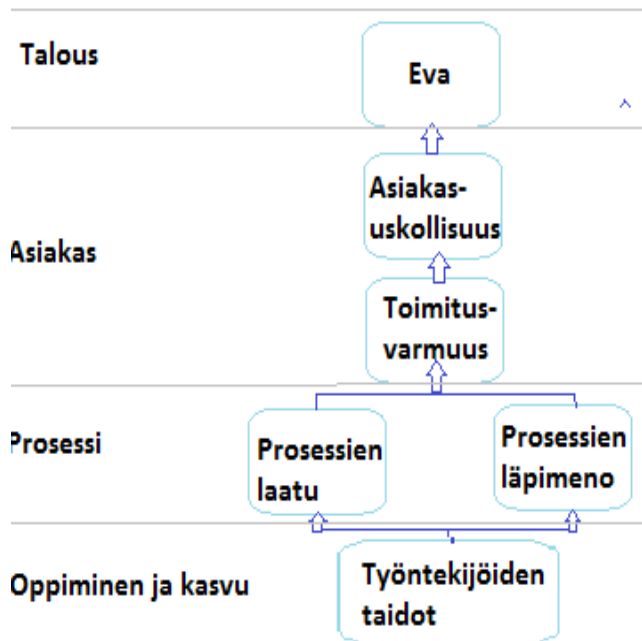 Talous
Eva
Asiakas-
uskollisuus
Asiakas
Toimitus-
varmuus
Prosessi
Prosessien
laatu
Prosessien
läpimeno
Oppiminen ja kasvu
Työntekijöiden
taidot